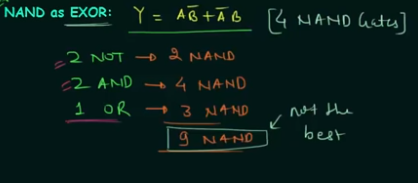 NAND as EXOR: Y = AB̅ + A̅B [4 NAND Gates]
2 NOT → 2 NAND
2 AND → 4 NAND
1 OR → 3 NAND
9 NAND
not the
best